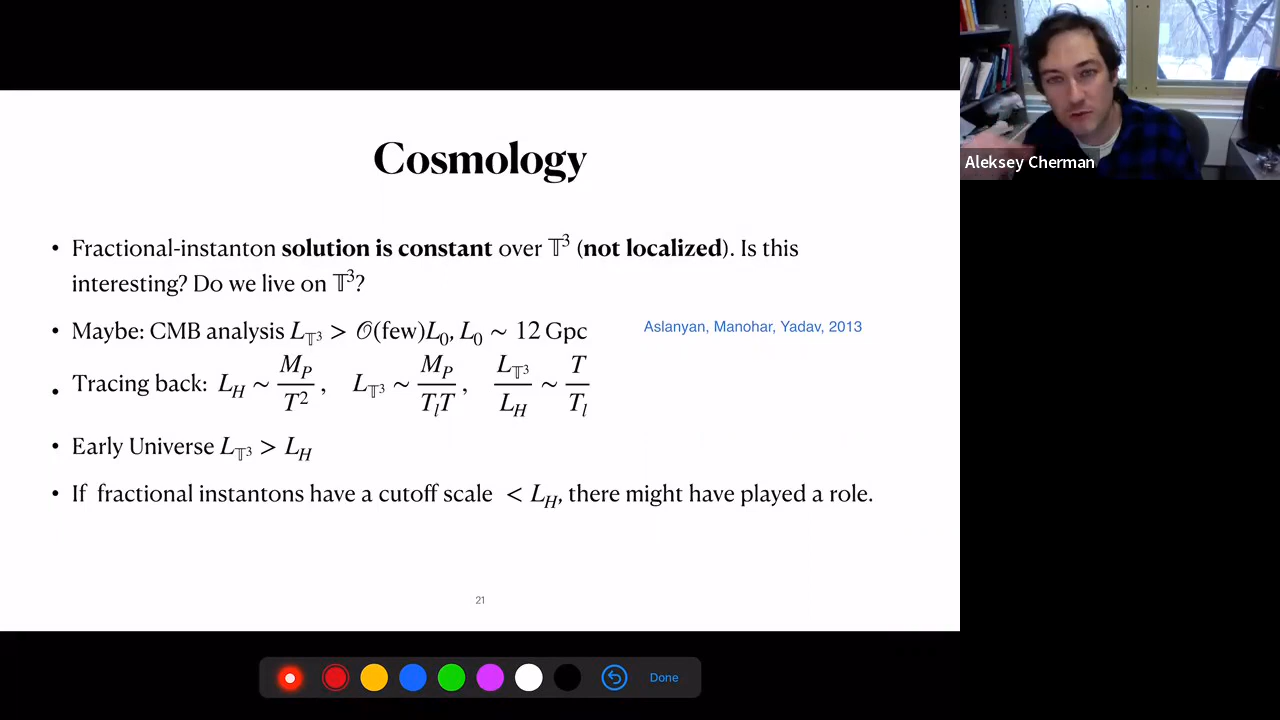 Cosmology
• Fractional-instanton solution is constant over 𝕋³ (not localized). Is this
interesting? Do we live on 𝕋³?
• Maybe: CMB analysis L_𝕋³ > 𝒪(few)L₀, L₀ ∼ 12 Gpc
Aslanyan, Manohar, Yadav, 2013
• Tracing back: L_H ∼ M_P/T², L_𝕋³ ∼ M_P/(T_l T), L_𝕋³/L_H ∼ T/T_l
• Early Universe L_𝕋³ > L_H
• If fractional instantons have a cutoff scale < L_H, there might have played a role.
21
Aleksey Cherman
Done